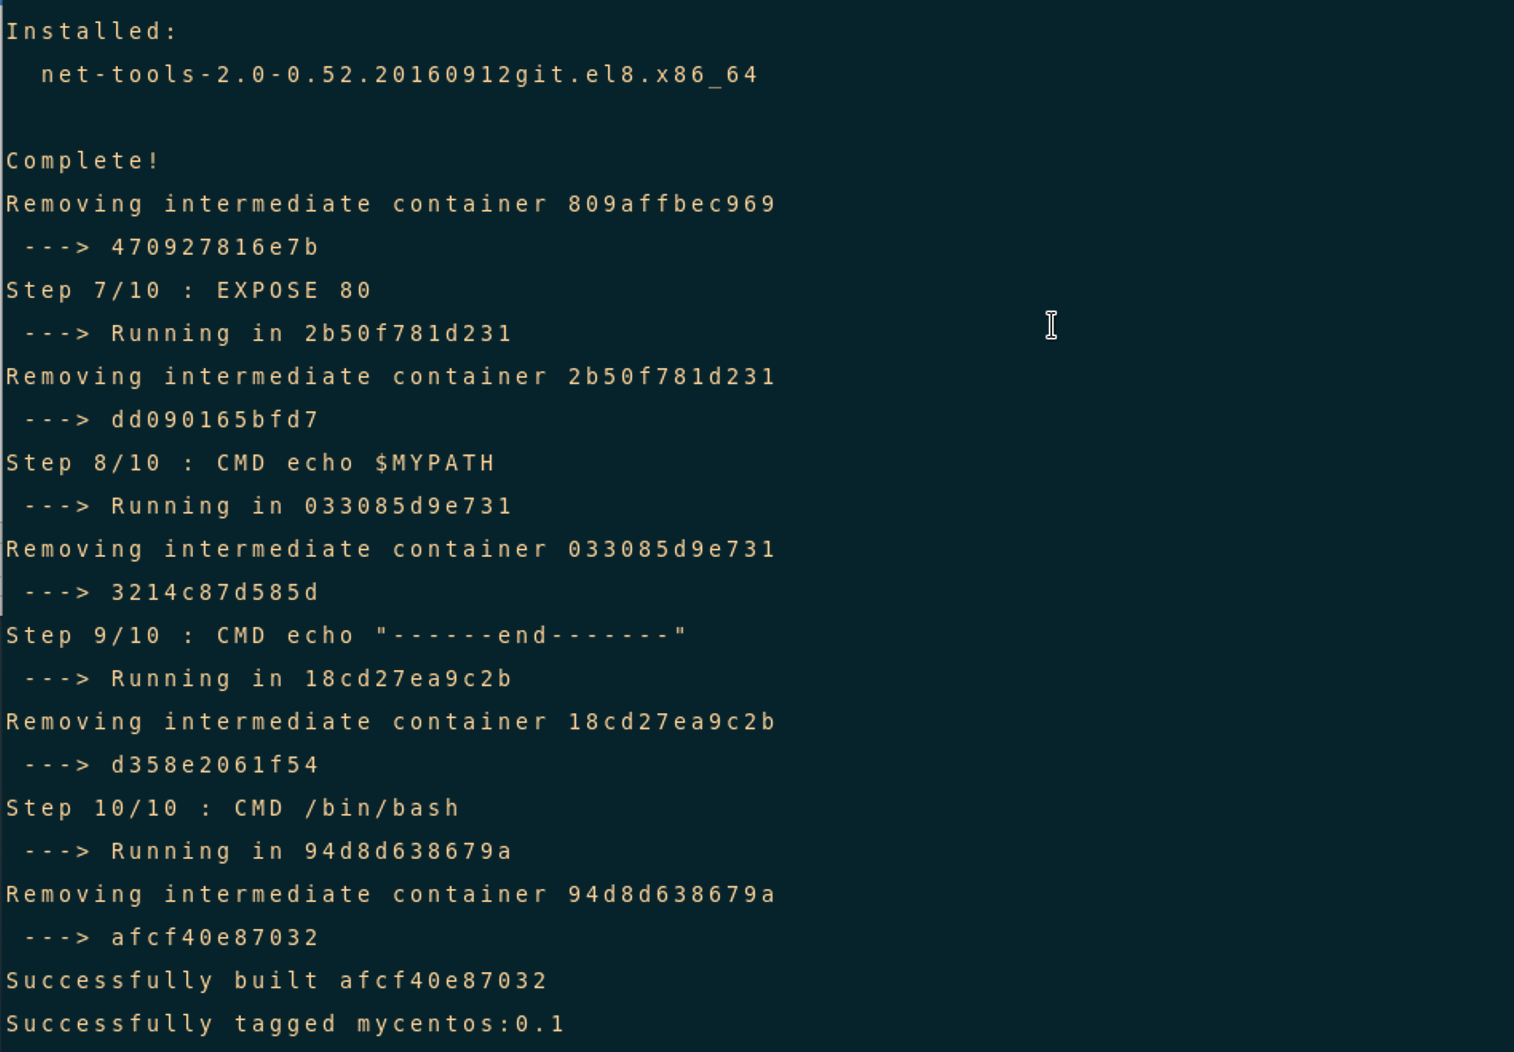 Installed:
  net-tools-2.0-0.52.20160912git.el8.x86_64
Complete!
Removing intermediate container 809affbec969
 ---> 470927816e7b
Step 7/10 : EXPOSE 80
 ---> Running in 2b50f781d231
Removing intermediate container 2b50f781d231
 ---> dd090165bfd7
Step 8/10 : CMD echo $MYPATH
 ---> Running in 033085d9e731
Removing intermediate container 033085d9e731
 ---> 3214c87d585d
Step 9/10 : CMD echo "------end-------"
 ---> Running in 18cd27ea9c2b
Removing intermediate container 18cd27ea9c2b
 ---> d358e2061f54
Step 10/10 : CMD /bin/bash
 ---> Running in 94d8d638679a
Removing intermediate container 94d8d638679a
 ---> afcf40e87032
Successfully built afcf40e87032
Successfully tagged mycentos:0.1